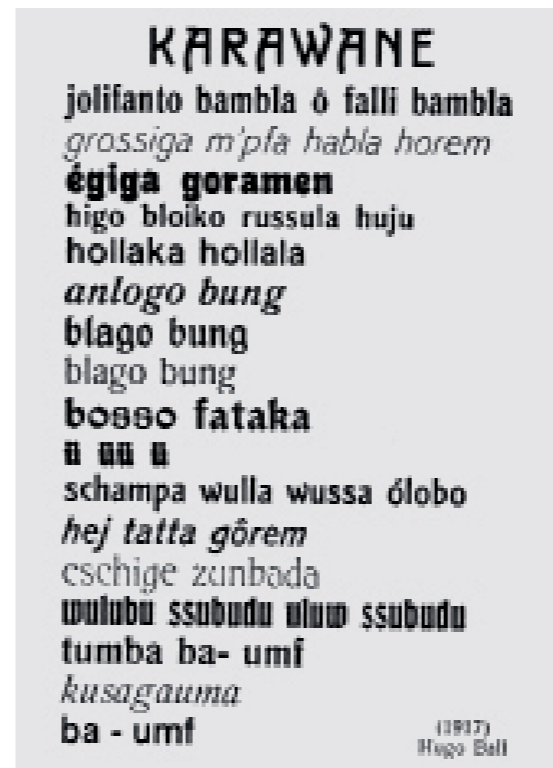 KARAWANE
jolifanto bambla ô falli bambla
grossiga m'pfa habla horem
égiga goramen
higo bloiko russula huju
hollaka hollala
anlogo bung
blago bung
blago bung
bosso fataka
ü üü ü
schampa wulla wussa ólobo
hej tatta gôrem
eschige zunbada
wulubu ssubudu uluw ssubudu
tumba ba- umf
kusagauma
ba - umf
(1917)
Hugo Ball